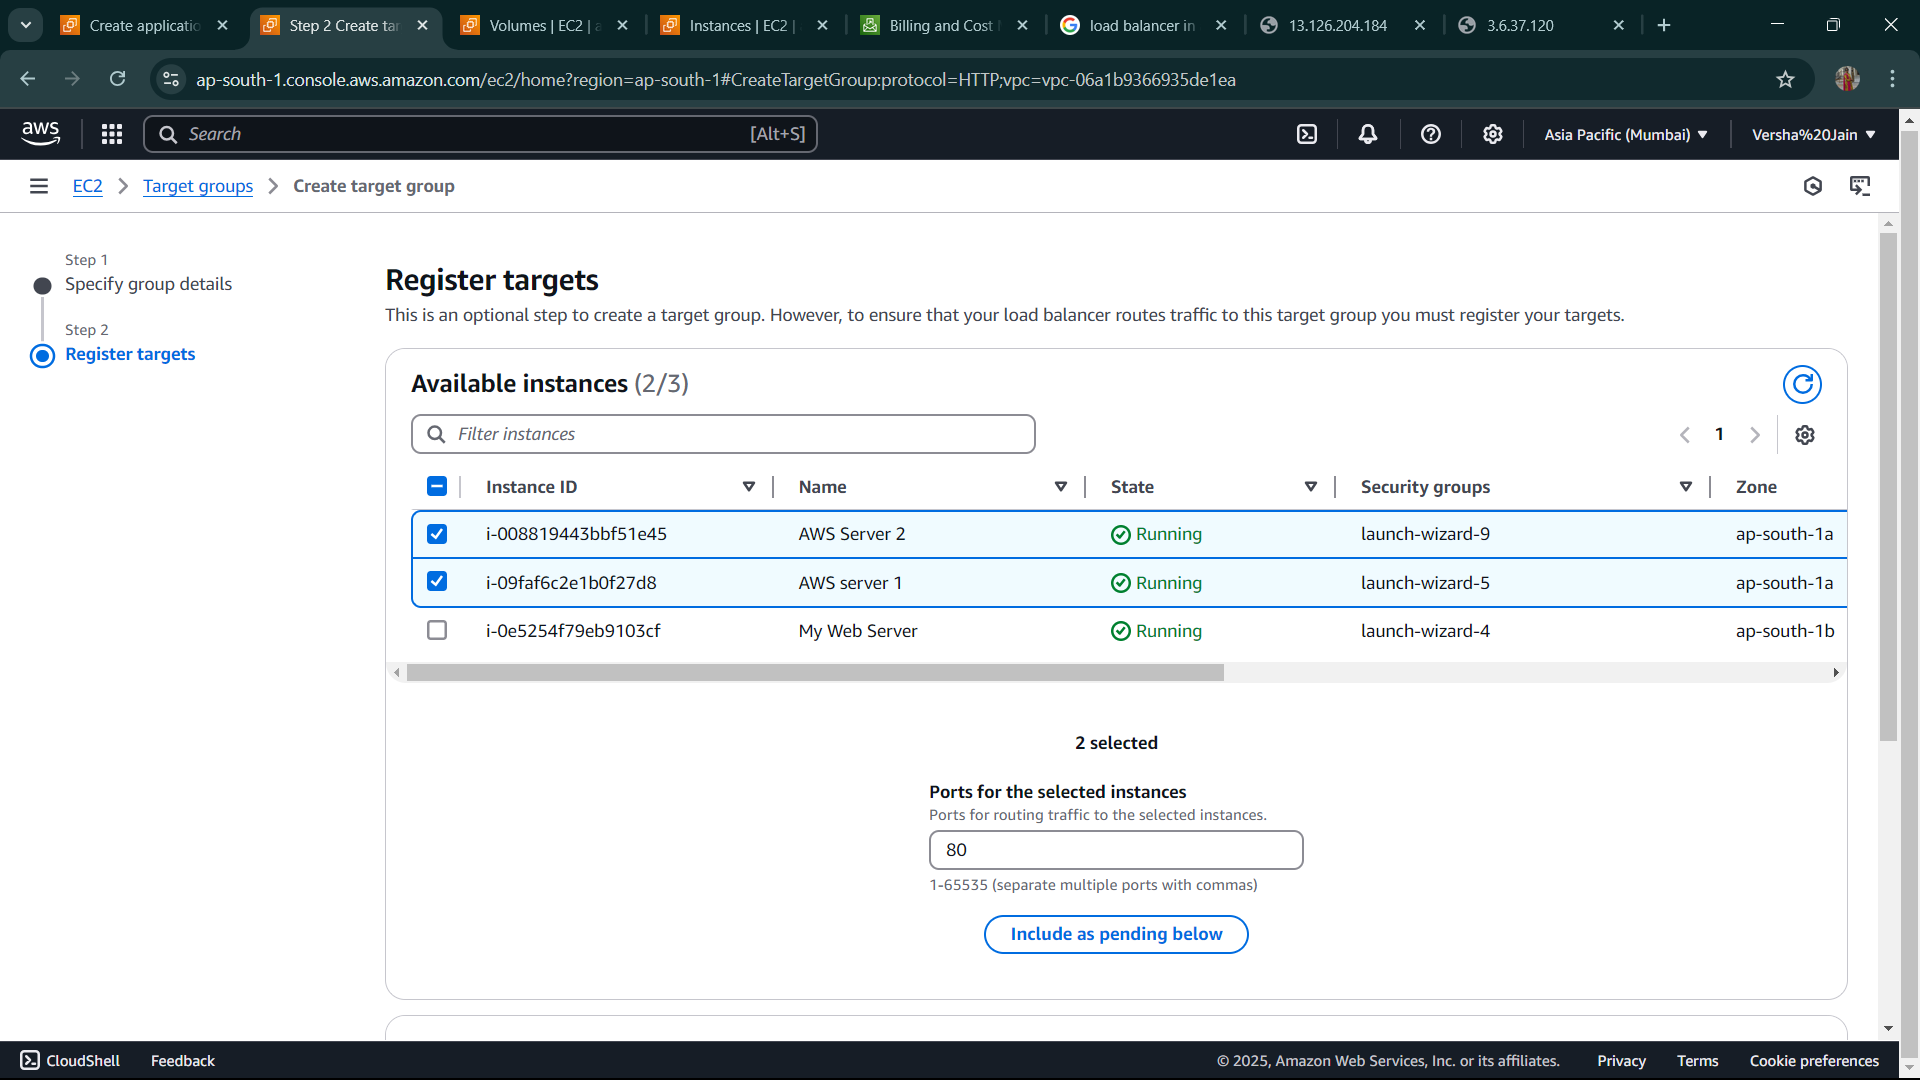 Create applicatio
Step 2 Create tar
Volumes | EC2 | a
Instances | EC2 |
Billing and Cost
load balancer in
13.126.204.184
3.6.37.120
ap-south-1.console.aws.amazon.com/ec2/home?region=ap-south-1#CreateTargetGroup:protocol=HTTP;vpc=vpc-06a1b9366935de1ea
aws
Search [Alt+S]
Asia Pacific (Mumbai)
Versha%20Jain
EC2 > Target groups > Create target group
Step 1
Specify group details
Step 2
Register targets
Register targets
This is an optional step to create a target group. However, to ensure that your load balancer routes traffic to this target group you must register your targets.
Available instances (2/3)
Filter instances
1
Instance ID Name State Security groups Zone
i-008819443bbf51e45 AWS Server 2 Running launch-wizard-9 ap-south-1a
i-09faf6c2e1b0f27d8 AWS server 1 Running launch-wizard-5 ap-south-1a
i-0e5254f79eb9103cf My Web Server Running launch-wizard-4 ap-south-1b
2 selected
Ports for the selected instances
Ports for routing traffic to the selected instances.
80
1-65535 (separate multiple ports with commas)
Include as pending below
CloudShell Feedback © 2025, Amazon Web Services, Inc. or its affiliates. Privacy Terms Cookie preferences